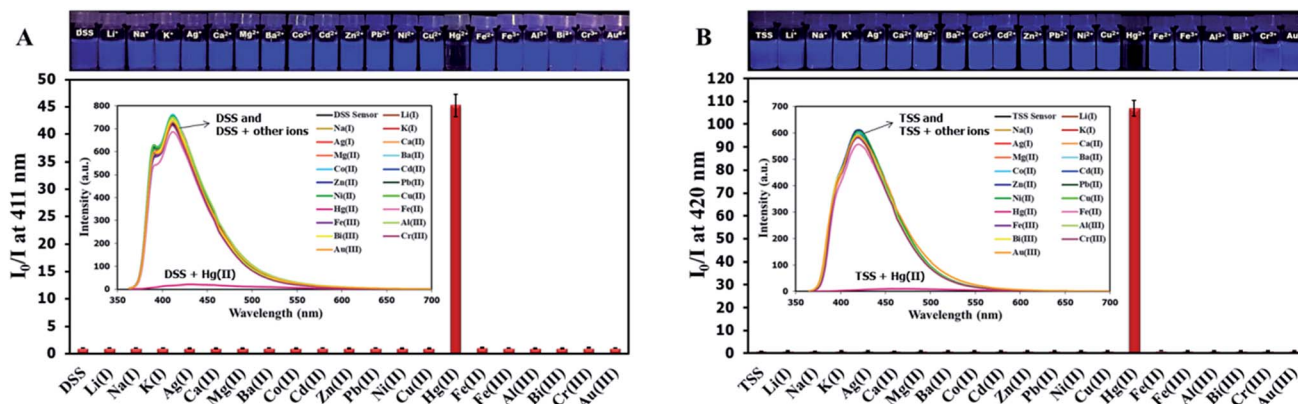 A
DSS Li⁺ Na⁺ K⁺ Ag⁺ Ca²⁺ Mg²⁺ Ba²⁺ Co²⁺ Cd²⁺ Zn²⁺ Pb²⁺ Ni²⁺ Cu²⁺ Hg²⁺ Fe²⁺ Fe³⁺ Al³⁺ Bi³⁺ Cr³⁺
I₀/I at 411 nm
50
45
40
35
30
25
20
15
10
5
0
DSS Li(I) Na(I) K(I) Ag(I) Ca(II) Mg(II) Ba(II) Co(II) Cd(II) Zn(II) Pb(II) Ni(II) Cu(II) Hg(II) Fe(II) Fe(III) Al(III) Bi(III) Cr(III) Au(III)
Intensity (a.u.)
800
700
600
500
400
300
200
100
0
350 400 450 500 550 600 650 700
Wavelength (nm)
DSS and
DSS + other ions
DSS + Hg(II)
DSS Sensor Li(I)
Na(I) K(I)
Ag(I) Ca(II)
Mg(II) Ba(II)
Co(II) Cd(II)
Zn(II) Pb(II)
Ni(II) Cu(II)
Hg(II) Fe(II)
Fe(III) Al(III)
Bi(III) Cr(III)
Au(III)
B
TSS Li⁺ Na⁺ K⁺ Ag⁺ Ca²⁺ Mg²⁺ Ba²⁺ Co²⁺ Cd²⁺ Zn²⁺ Pb²⁺ Ni²⁺ Cu²⁺ Hg²⁺ Fe²⁺ Fe³⁺ Al³⁺ Bi³⁺ Cr³⁺ Au
I₀/I at 420 nm
120
110
100
90
80
70
60
50
40
30
20
10
0
TSS Li(I) Na(I) K(I) Ag(I) Ca(II) Mg(II) Ba(II) Co(II) Cd(II) Zn(II) Pb(II) Ni(II) Cu(II) Hg(II) Fe(II) Fe(III) Al(III) Bi(III) Cr(III) Au(III)
Intensity (a.u.)
700
600
500
400
300
200
100
0
350 400 450 500 550 600 650 700
Wavelength (nm)
TSS and
TSS + other ions
TSS + Hg(II)
TSS Sensor Li(I)
Na(I) K(I)
Ag(I) Ca(II)
Mg(II) Ba(II)
Co(II) Cd(II)
Zn(II) Pb(II)
Ni(II) Cu(II)
Hg(II) Fe(II)
Fe(III) Al(III)
Bi(III) Cr(III)
Au(III)